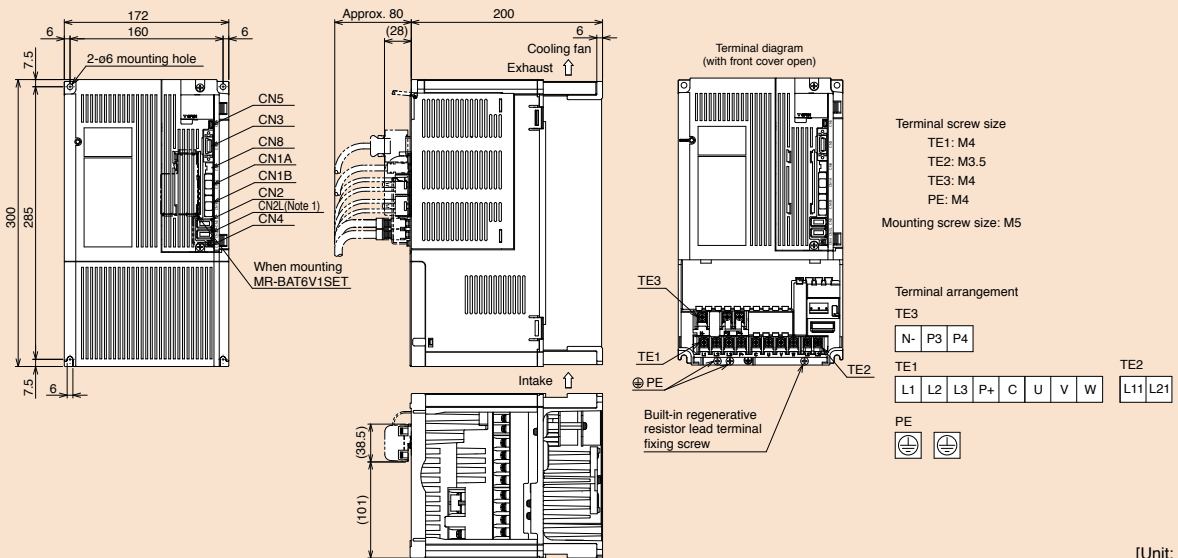 172
6
160
6
7.5
2-ø6 mounting hole
300
285
7.5
6
CN5
CN3
CN8
CN1A
CN1B
CN2
CN2L(Note 1)
CN4
When mounting
MR-BAT6V1SET
Approx. 80
200
(28)
6
Cooling fan
Exhaust
Intake
(38.5)
(101)
Terminal diagram
(with front cover open)
TE3
TE1
PE
TE2
Built-in regenerative
resistor lead terminal
fixing screw
Terminal screw size
TE1: M4
TE2: M3.5
TE3: M4
PE: M4
Mounting screw size: M5
Terminal arrangement
TE3
N- P3 P4
TE1
L1 L2 L3 P+ C U V W
TE2
L11 L21
PE
[Unit: